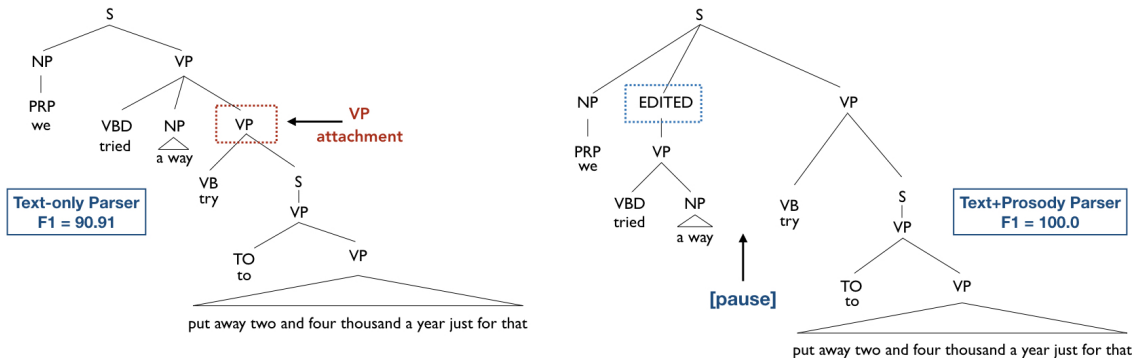 S
NP
VP
PRP
we
VBD
tried
NP
a way
VP
VP
attachment
VB
try
S
VP
Text-only Parser
F1 = 90.91
TO
to
VP
put away two and four thousand a year just for that
S
NP
EDITED
VP
PRP
we
VP
VBD
tried
NP
a way
VB
try
S
VP
Text+Prosody Parser
F1 = 100.0
[pause]
TO
to
VP
put away two and four thousand a year just for that